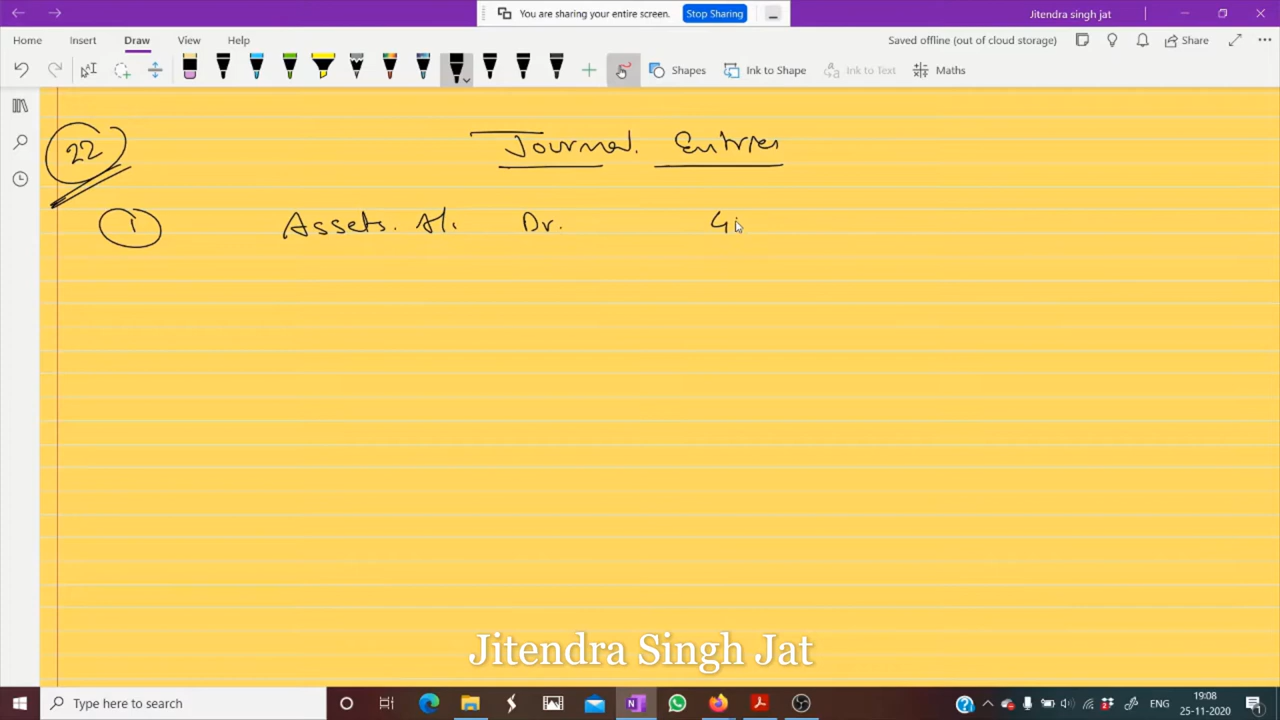 You are sharing your entire screen. Stop Sharing
Jitendra singh jat
Home Insert Draw View Help
Saved offline (out of cloud storage) Share
Shapes Ink to Shape Ink to Text Maths
22
Journal Entries
1 Assets A/c Dr.
Jitendra Singh Jat
Type here to search
ENG
19:08
25-11-2020